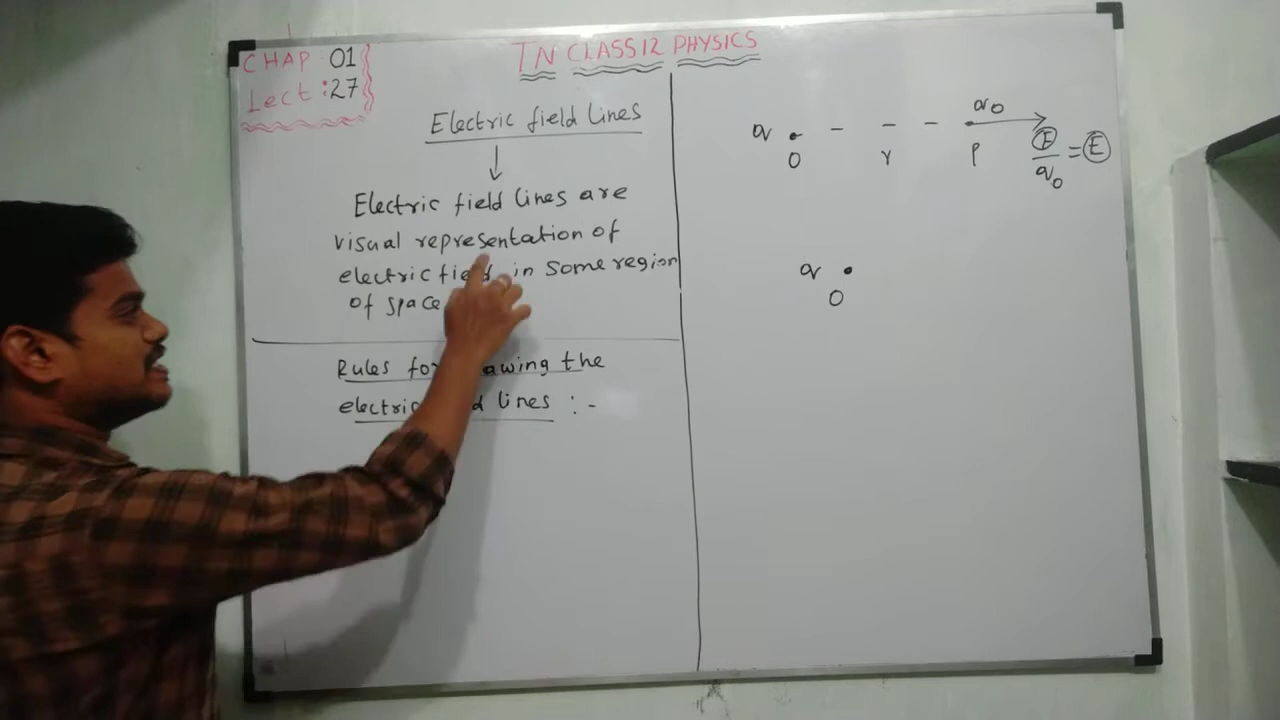 CHAP 01
Lect : 27
TN CLASS 12 PHYSICS
Electric field Lines
Electric field Lines are
visual representation of
electric in some region
of space
Rules the
electric lines : -
q O r P q0
F/q0 = E
q
O